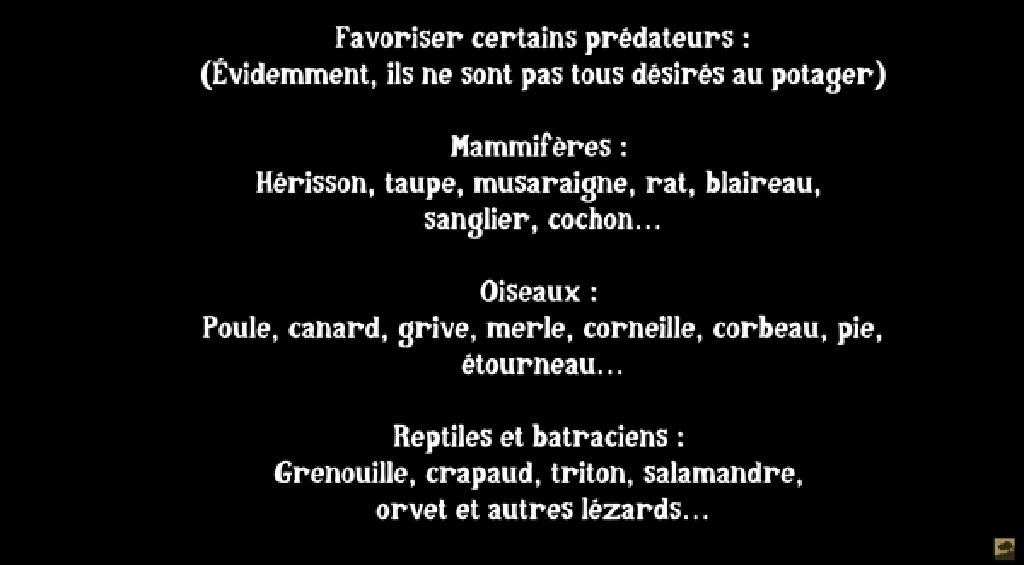 Favoriser certains prédateurs :
(Évidemment, ils ne sont pas tous désirés au potager)
Mammifères :
Hérisson, taupe, musaraigne, rat, blaireau,
sanglier, cochon...
Oiseaux :
Poule, canard, grive, merle, corneille, corbeau, pie,
étourneau...
Reptiles et batraciens :
Grenouille, crapaud, triton, salamandre,
orvet et autres lézards...